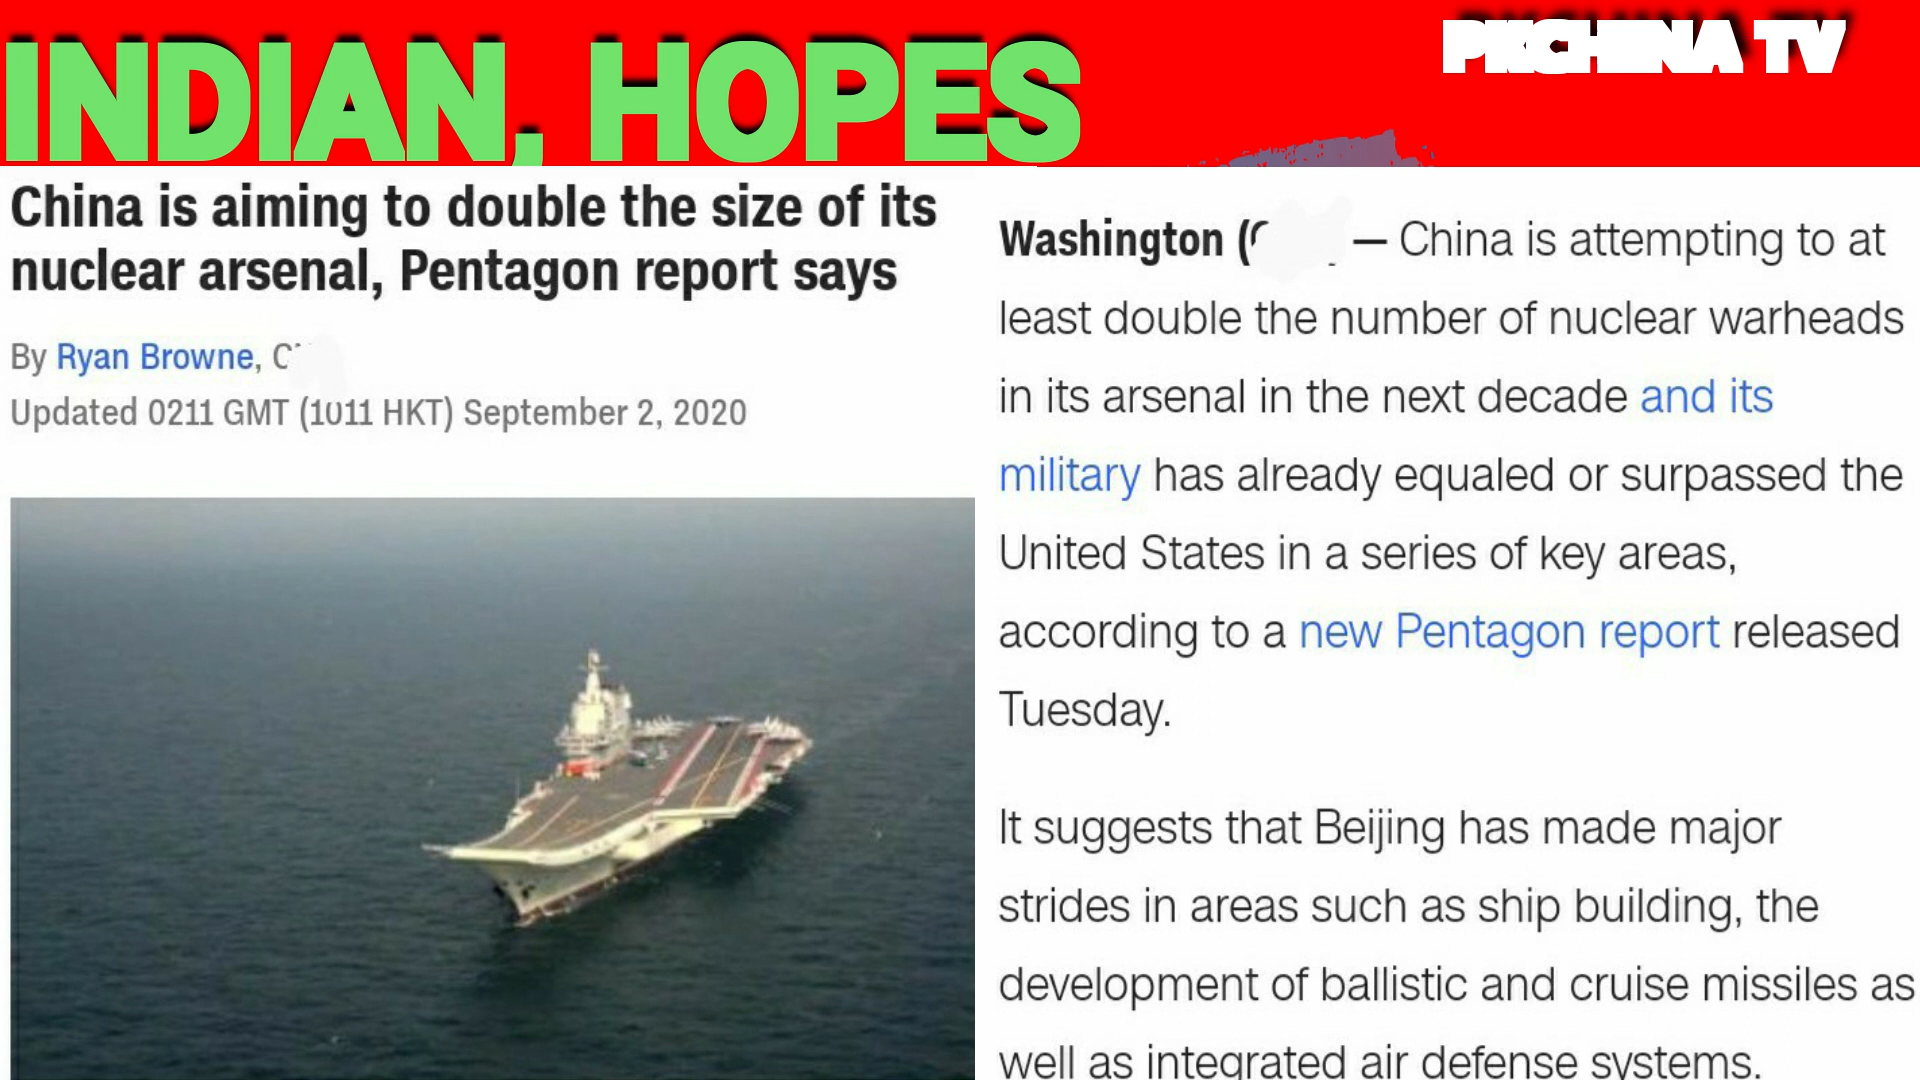 INDIAN, HOPES
PKCHINA TV
China is aiming to double the size of its
nuclear arsenal, Pentagon report says
By Ryan Browne, C
Updated 0211 GMT (1011 HKT) September 2, 2020
Washington ( — China is attempting to at
least double the number of nuclear warheads
in its arsenal in the next decade and its
military has already equaled or surpassed the
United States in a series of key areas,
according to a new Pentagon report released
Tuesday.
It suggests that Beijing has made major
strides in areas such as ship building, the
development of ballistic and cruise missiles as
well as integrated air defense systems.